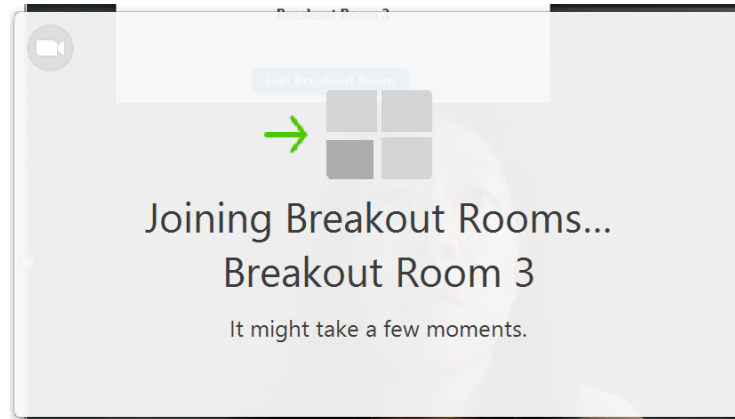 Breakout Room 3
Join Breakout Room
Joining Breakout Rooms...
Breakout Room 3
It might take a few moments.